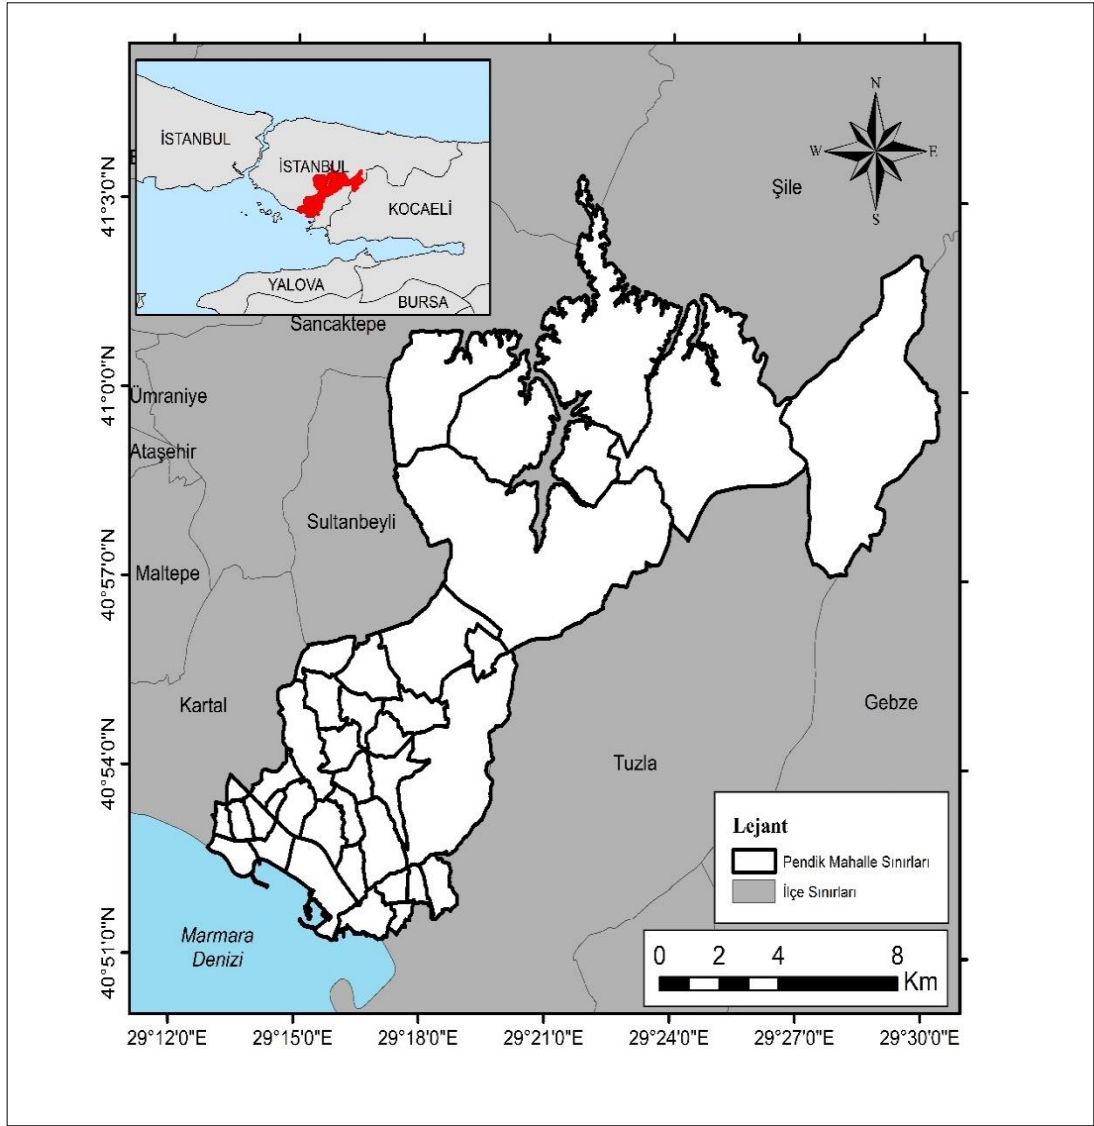 İSTANBUL
İSTANBUL
KOCAELİ
YALOVA
BURSA
N
W
E
S
Şile
Sancaktepe
Ümraniye
Ataşehir
Sultanbeyli
Maltepe
Kartal
Gebze
Tuzla
Marmara
Denizi
Lejant
Pendik Mahalle Sınırları
İlçe Sınırları
0 2 4 8
Km
41°3'0"N
41°0'0"N
40°57'0"N
40°54'0"N
40°51'0"N
29°12'0"E 29°15'0"E 29°18'0"E 29°21'0"E 29°24'0"E 29°27'0"E 29°30'0"E